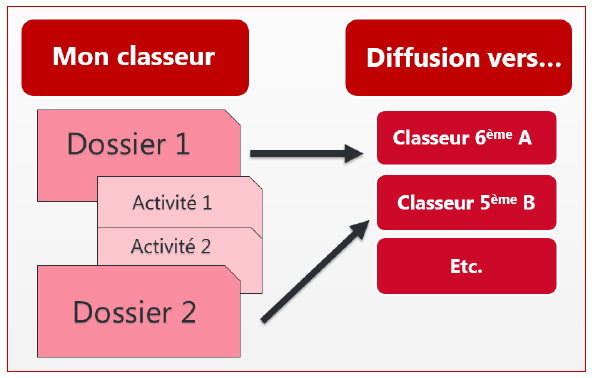 Mon classeur
Diffusion vers...
Dossier 1
Activité 1
Activité 2
Dossier 2
Classeur 6ème A
Classeur 5ème B
Etc.